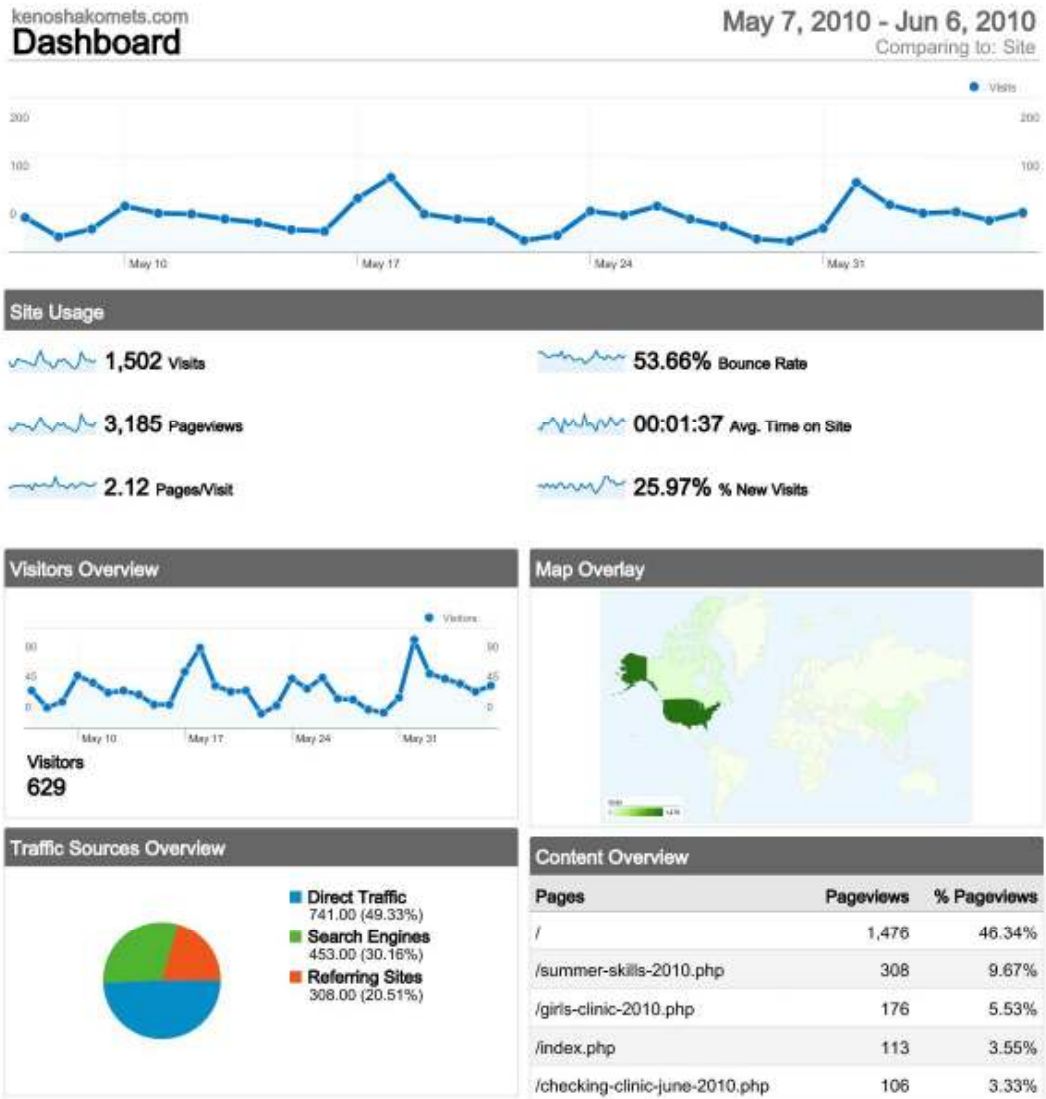 kenoshakomets.com
Dashboard
May 7, 2010 - Jun 6, 2010
Comparing to: Site
Visits
200 200
100 100
0
May 10 May 17 May 24 May 31
Site Usage
1,502 Visits
53.66% Bounce Rate
3,185 Pageviews
00:01:37 Avg. Time on Site
2.12 Pages/Visit
25.97% % New Visits
Visitors Overview
Visitors
90 90
45 45
0 0
May 10 May 17 May 24 May 31
Visitors
629
Map Overlay
Traffic Sources Overview
Direct Traffic
741.00 (49.33%)
Search Engines
453.00 (30.16%)
Referring Sites
308.00 (20.51%)
Content Overview
Pages Pageviews % Pageviews
/ 1,476 46.34%
/summer-skills-2010.php 308 9.67%
/girls-clinic-2010.php 176 5.53%
/index.php 113 3.55%
/checking-clinic-june-2010.php 106 3.33%